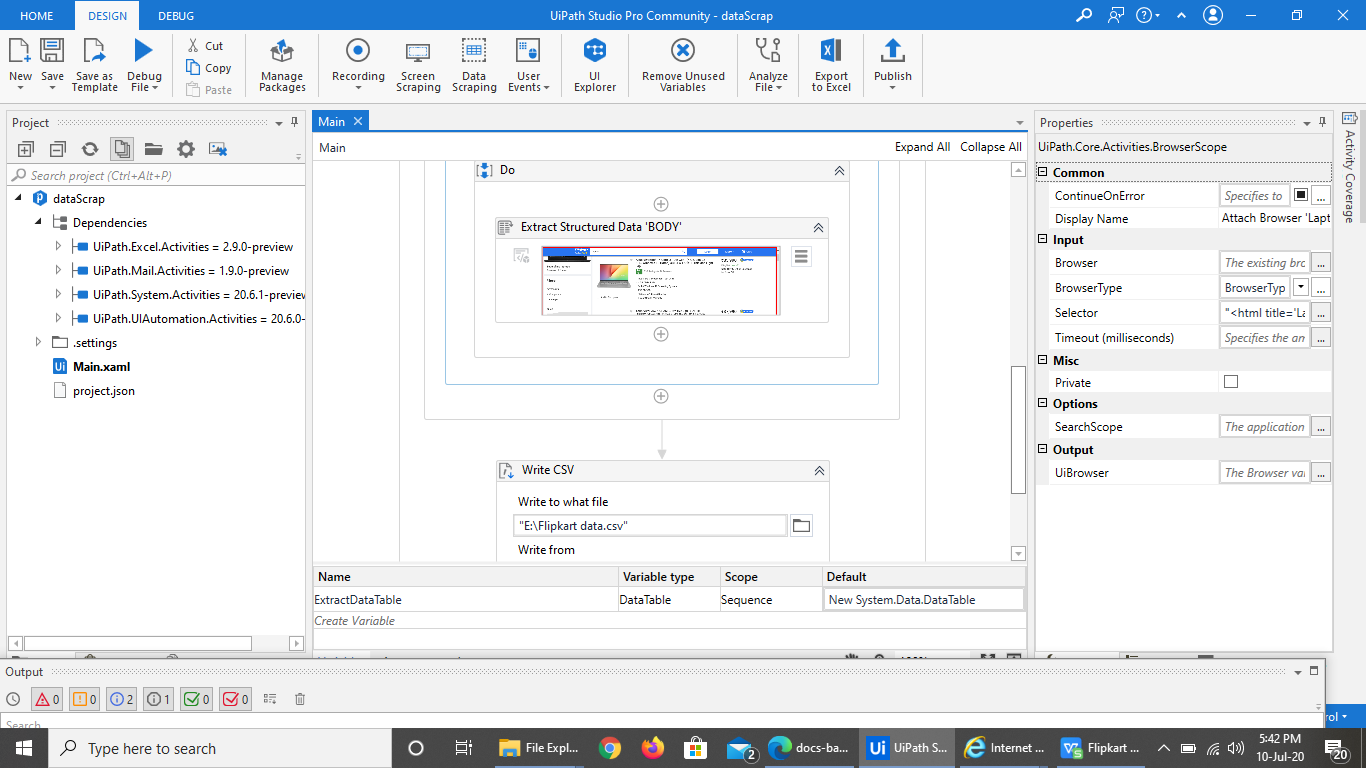 HOME DESIGN DEBUG UiPath Studio Pro Community - dataScrap
New Save Save as Template Debug File Cut Copy Paste Manage Packages Recording Screen Scraping Data Scraping User Events UI Explorer Remove Unused Variables Analyze File Export to Excel Publish
Project
Search project (Ctrl+Alt+P)
dataScrap
Dependencies
UiPath.Excel.Activities = 2.9.0-preview
UiPath.Mail.Activities = 1.9.0-preview
UiPath.System.Activities = 20.6.1-preview
UiPath.UIAutomation.Activities = 20.6.0-
.settings
Main.xaml
project.json
Main
Main Expand All Collapse All
Do
Extract Structured Data 'BODY'
Write CSV
Write to what file
"E:\Flipkart data.csv"
Write from
Name Variable type Scope Default
ExtractDataTable DataTable Sequence New System.Data.DataTable
Create Variable
Properties
UiPath.Core.Activities.BrowserScope
Common
ContinueOnError Specifies to ...
Display Name Attach Browser 'Lapt
Input
Browser The existing bro ...
BrowserType BrowserTyp ...
Selector "<html title='La ...
Timeout (milliseconds) Specifies the an ...
Misc
Private
Options
SearchScope The application ...
Output
UiBrowser The Browser va ...
Activity Coverage
Output
0 0 2 1 0 0
Search
rol
Type here to search File Expl... 2 docs-ba... UiPath S... Internet ... Flipkart ... 5:42 PM
10-Jul-20 20